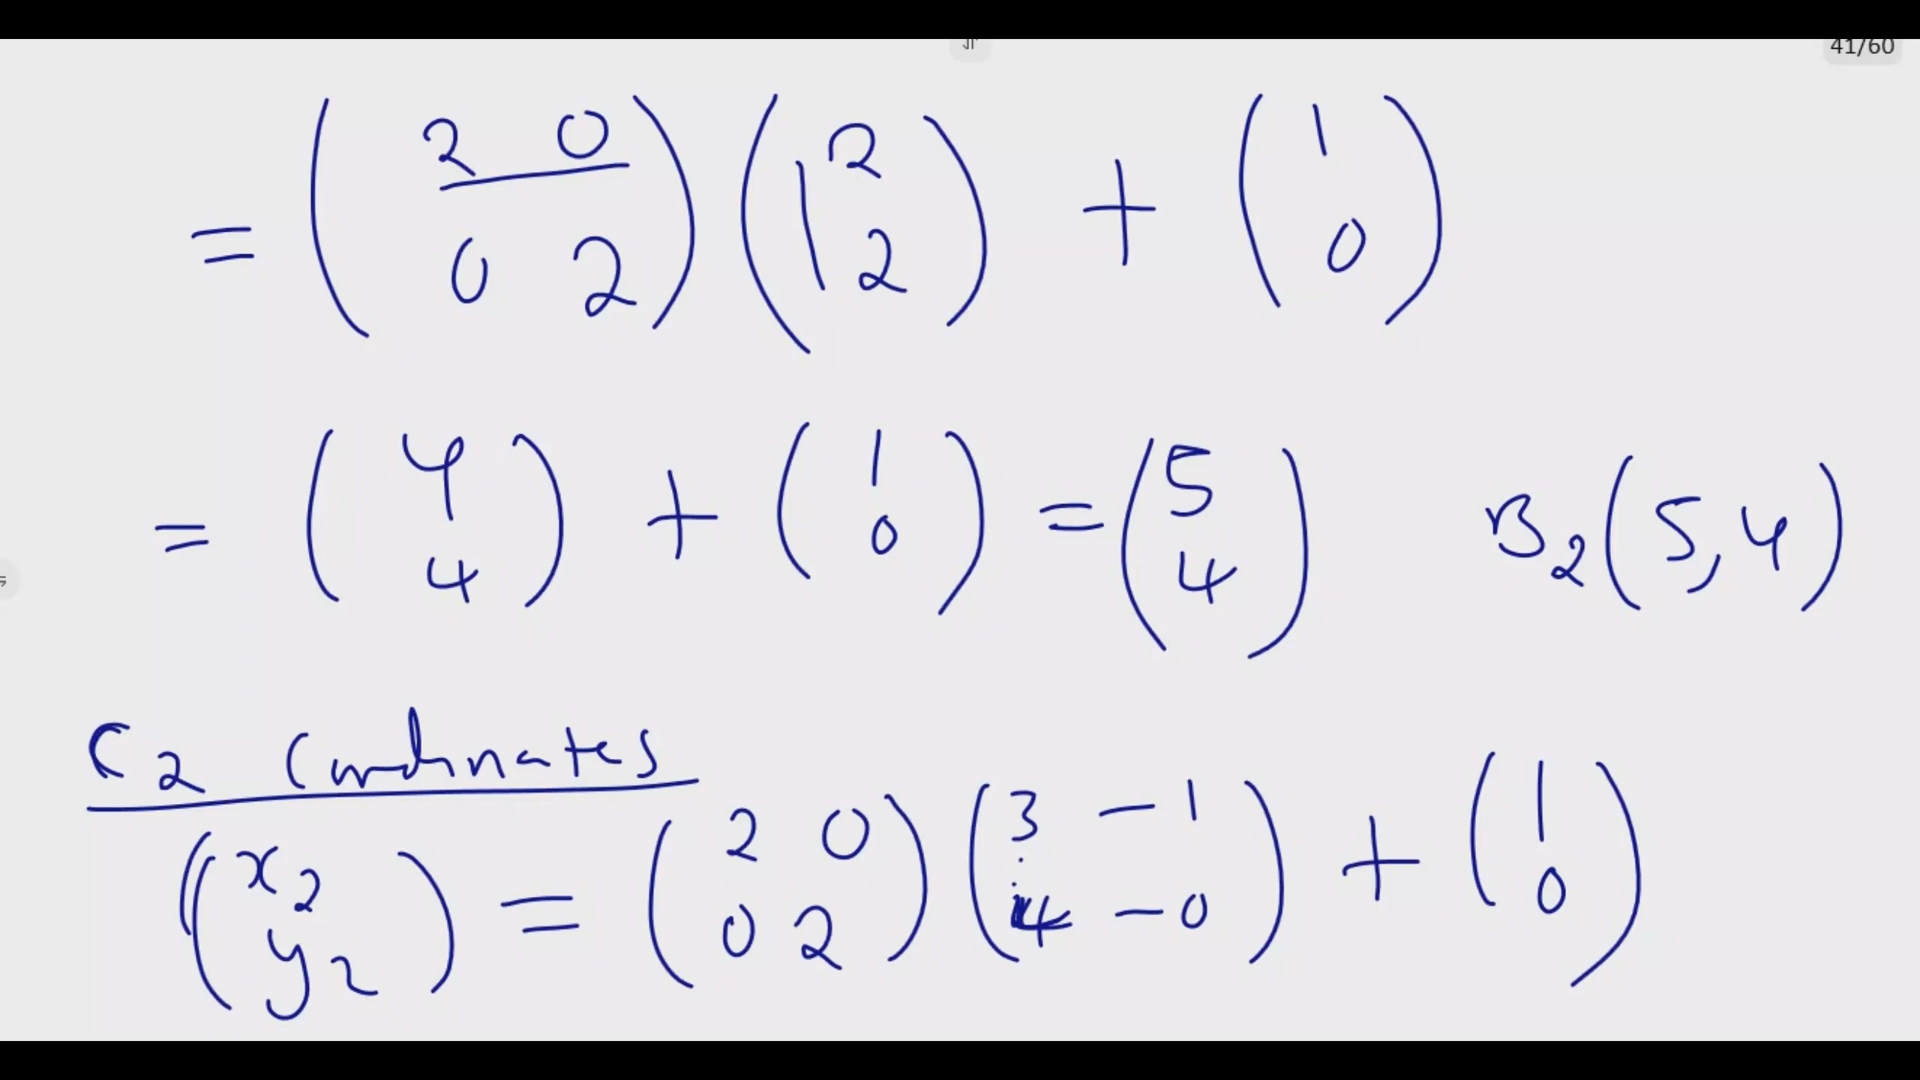 41/60
= ( 2 0 ) ( 2 ) + ( 1 )
( 0 2 ) ( 2 ) ( 0 )
= ( 4 ) + ( 1 ) = ( 5 ) B2(5,4)
( 4 ) ( 0 ) ( 4 )
C2 Coordinates
( x2 ) = ( 2 0 ) ( 3 - 1 ) + ( 1 )
( y2 ) ( 0 2 ) ( 4 - 0 ) ( 0 )